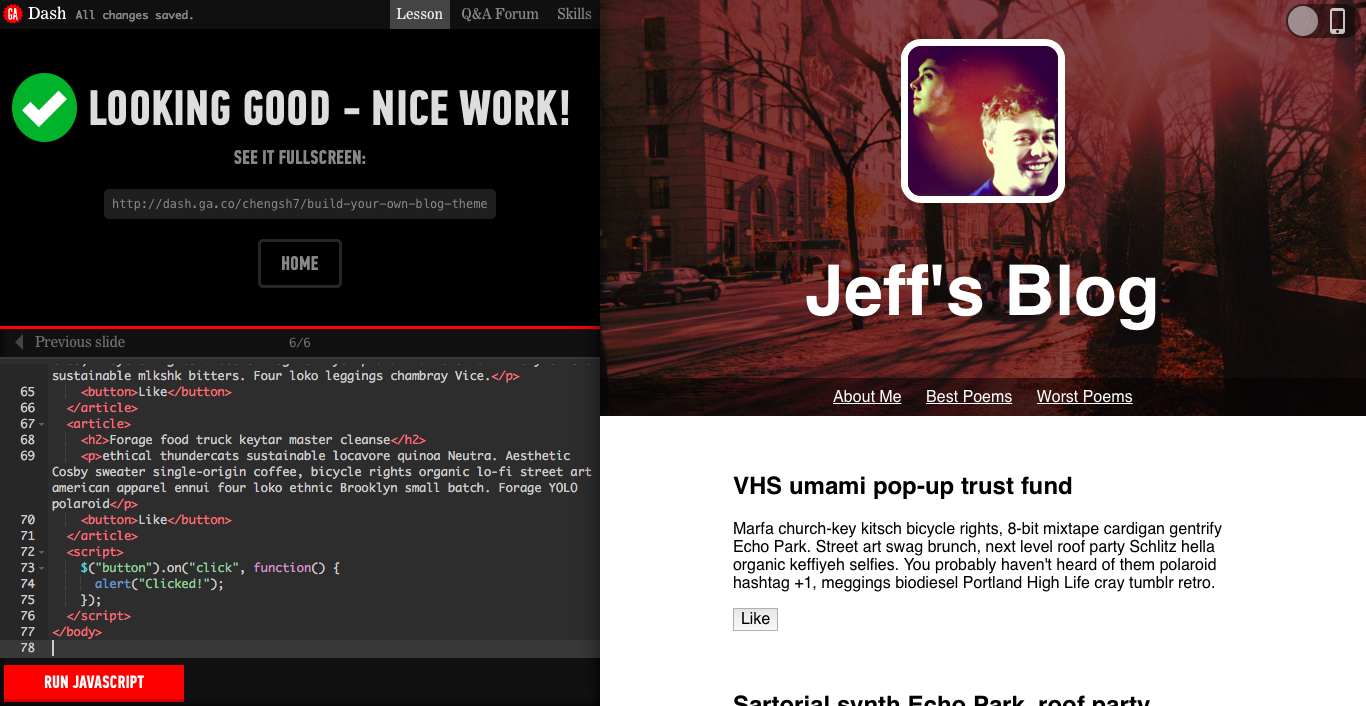 GA Dash All changes saved. Lesson Q&A Forum Skills
LOOKING GOOD - NICE WORK!
SEE IT FULLSCREEN:
http://dash.ga.co/chengsh7/build-your-own-blog-theme
HOME
Previous slide 6/6
sustainable mlkshk bitters. Four loko leggings chambray Vice.</p>
65 <button>Like</button>
66 </article>
67 <article>
68 <h2>Forage food truck keytar master cleanse</h2>
69 <p>ethical thundercats sustainable locavore quinoa Neutra. Aesthetic
Cosby sweater single-origin coffee, bicycle rights organic lo-fi street art
american apparel ennui four loko ethnic Brooklyn small batch. Forage YOLO
polaroid</p>
70 <button>Like</button>
71 </article>
72 <script>
73 $("button").on("click", function() {
74 alert("Clicked!");
75 });
76 </script>
77 </body>
78
RUN JAVASCRIPT
Jeff's Blog
About Me Best Poems Worst Poems
VHS umami pop-up trust fund
Marfa church-key kitsch bicycle rights, 8-bit mixtape cardigan gentrify
Echo Park. Street art swag brunch, next level roof party Schlitz hella
organic keffiyeh selfies. You probably haven't heard of them polaroid
hashtag +1, meggings biodiesel Portland High Life cray tumblr retro.
Like
Sartorial synth Echo Park, roof party